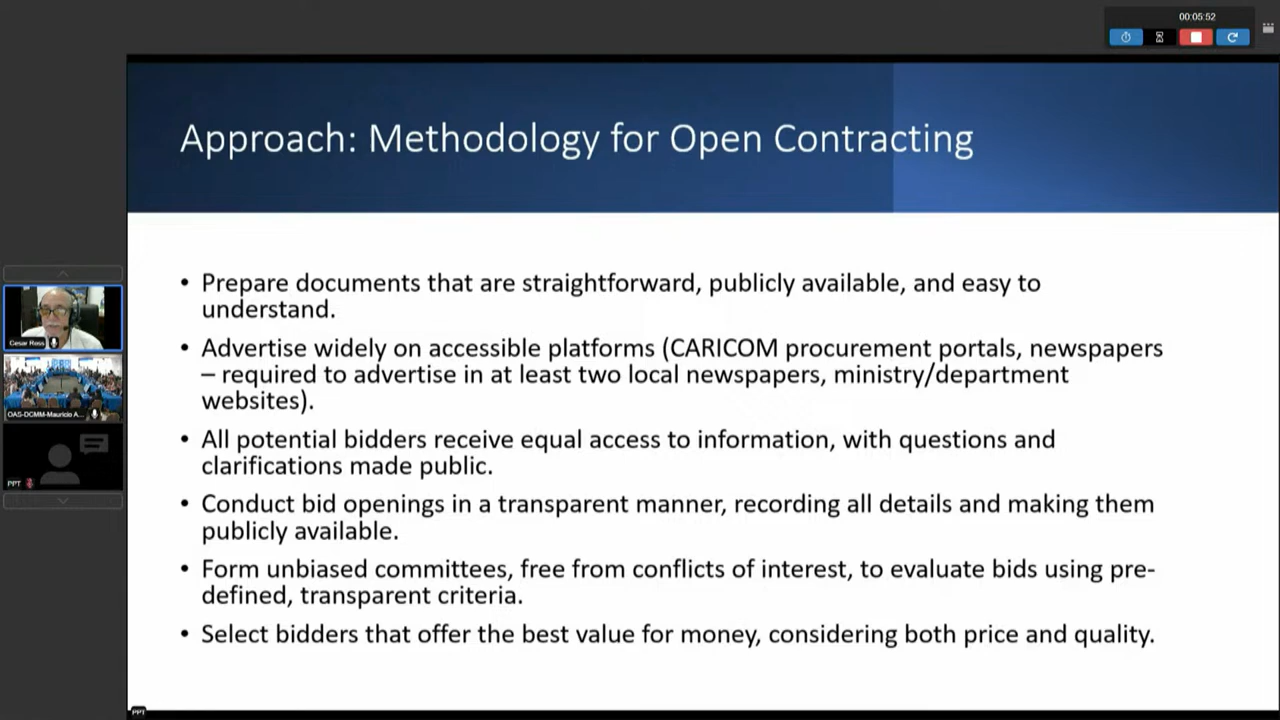 00:05:52
Approach: Methodology for Open Contracting
• Prepare documents that are straightforward, publicly available, and easy to
understand.
• Advertise widely on accessible platforms (CARICOM procurement portals, newspapers
– required to advertise in at least two local newspapers, ministry/department
websites).
• All potential bidders receive equal access to information, with questions and
clarifications made public.
• Conduct bid openings in a transparent manner, recording all details and making them
publicly available.
• Form unbiased committees, free from conflicts of interest, to evaluate bids using pre-
defined, transparent criteria.
• Select bidders that offer the best value for money, considering both price and quality.
Cesar Ross
OAS-DCMM-Mauricio A...
PPT
PPT